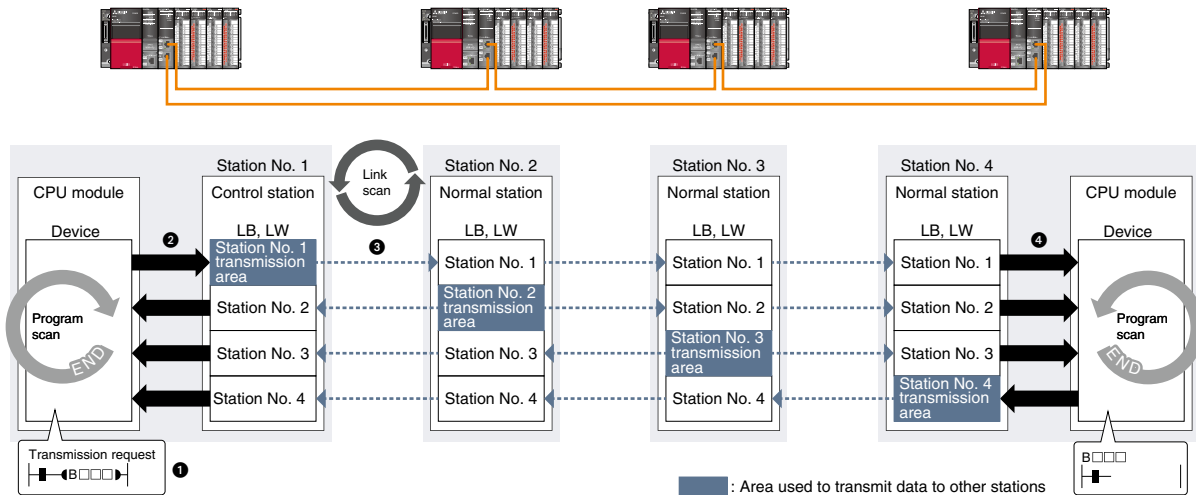 Station No. 1
Station No. 2
Station No. 3
Station No. 4
CPU module
Control station
Link
scan
Normal station
Normal station
Normal station
CPU module
Device
LB, LW
LB, LW
LB, LW
LB, LW
Device
❷
❸
❹
Station No. 1
transmission
area
Station No. 1
Station No. 1
Station No. 1
Station No. 2
Station No. 2
transmission
area
Station No. 2
Station No. 2
Program
scan
END
Program
scan
END
Station No. 3
Station No. 3
Station No. 3
transmission
area
Station No. 3
Station No. 4
Station No. 4
Station No. 4
Station No. 4
transmission
area
Transmission request
B□□□
❶
B□□□
: Area used to transmit data to other stations